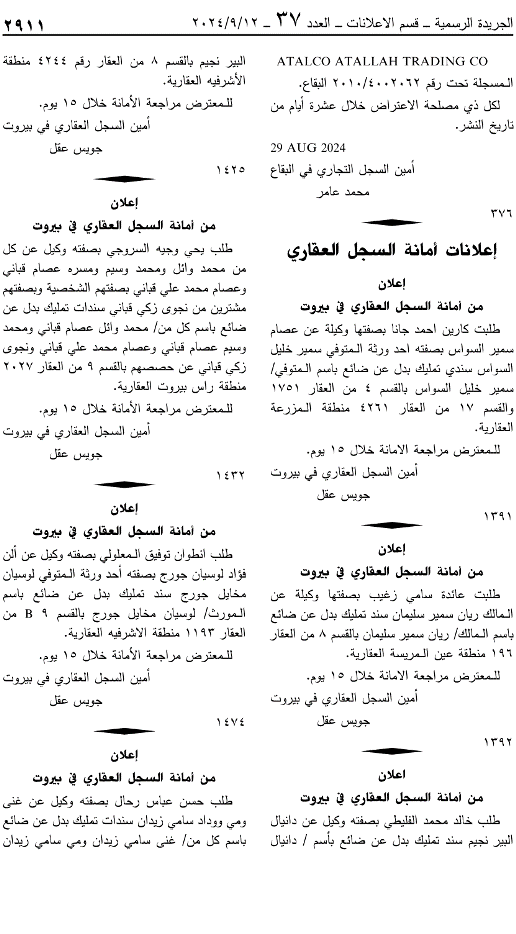 الجريدة الرسمية ــ قسم الاعلانات ــ العدد ٣٧ ــ ٢٠٢٤/٩/١٢
٢٩١١
ATALCO ATALLAH TRADING CO
المسجلة تحت رقم ٢٠١٠/٤٠٠٢٠٦٢ البقاع.
لكل ذي مصلحة الاعتراض خلال عشرة أيام من
تاريخ النشر.
29 AUG 2024
أمين السجل التجاري في البقاع
محمد عامر
٣٧٦
إعلانات أمانة السجل العقاري
إعلان
من أمانة السجل العقاري في بيروت
طلبت كارين احمد جانا بصفتها وكيلة عن عصام
سمير السواس بصفته احد ورثة المتوفي سمير خليل
السواس سندي تمليك بدل عن ضائع باسم المتوفي/
سمير خليل السواس بالقسم ٤ من العقار ١٧٥١
والقسم ١٧ من العقار ٤٢٦١ منطقة المزرعة
العقارية.
للمعترض مراجعة الامانة خلال ١٥ يوم.
أمين السجل العقاري في بيروت
جويس عقل
١٣٩١
إعلان
من أمانة السجل العقاري في بيروت
طلبت عائدة سامي زغيب بصفتها وكيلة عن
المالك ريان سمير سليمان سند تمليك بدل عن ضائع
باسم المالك/ ريان سمير سليمان بالقسم ٨ من العقار
١٩٦ منطقة عين المريسة العقارية.
للمعترض مراجعة الامانة خلال ١٥ يوم.
أمين السجل العقاري في بيروت
جويس عقل
١٣٩٢
اعلان
من أمانة السجل العقاري في بيروت
طلب خالد محمد القليطي بصفته وكيل عن دانيال
البير نجيم سند تمليك بدل عن ضائع بأسم / دانيال
البير نجيم بالقسم ٨ من العقار رقم ٤٢٤٤ منطقة
الأشرفيه العقارية.
للمعترض مراجعة الأمانة خلال ١٥ يوم.
أمين السجل العقاري في بيروت
جويس عقل
١٤٢٥
إعلان
من أمانة السجل العقاري في بيروت
طلب يحي وجيه السروجي بصفته وكيل عن كل
من محمد وائل ومحمد وسيم ومسره عصام قباني
وعصام محمد علي قباني بصفتهم الشخصية وبصفتهم
مشترين من نجوى زكي قباني سندات تمليك بدل عن
ضائع باسم كل من/ محمد وائل عصام قباني ومحمد
وسيم عصام قباني وعصام محمد علي قباني ونجوى
زكي قباني عن حصصهم بالقسم ٩ من العقار ٢٠٢٧
منطقة راس بيروت العقارية.
للمعترض مراجعة الأمانة خلال ١٥ يوم.
أمين السجل العقاري في بيروت
جويس عقل
١٤٣٢
إعلان
من أمانة السجل العقاري في بيروت
طلب انطوان توفيق المعلولي بصفته وكيل عن ألن
فؤاد لوسيان جورج بصفته أحد ورثة المتوفي لوسيان
مخايل جورج سند تمليك بدل عن ضائع باسم
المورث/ لوسيان مخايل جورج بالقسم ٩ B من
العقار ١١٩٣ منطقة الاشرفيه العقارية.
للمعترض مراجعة الأمانة خلال ١٥ يوم.
أمين السجل العقاري في بيروت
جويس عقل
١٤٧٤
إعلان
من أمانة السجل العقاري في بيروت
طلب حسن عباس رحال بصفته وكيل عن غنى
ومي ووداد سامي زيدان سندات تمليك بدل عن ضائع
باسم كل من/ غنى سامي زيدان ومي سامي زيدان